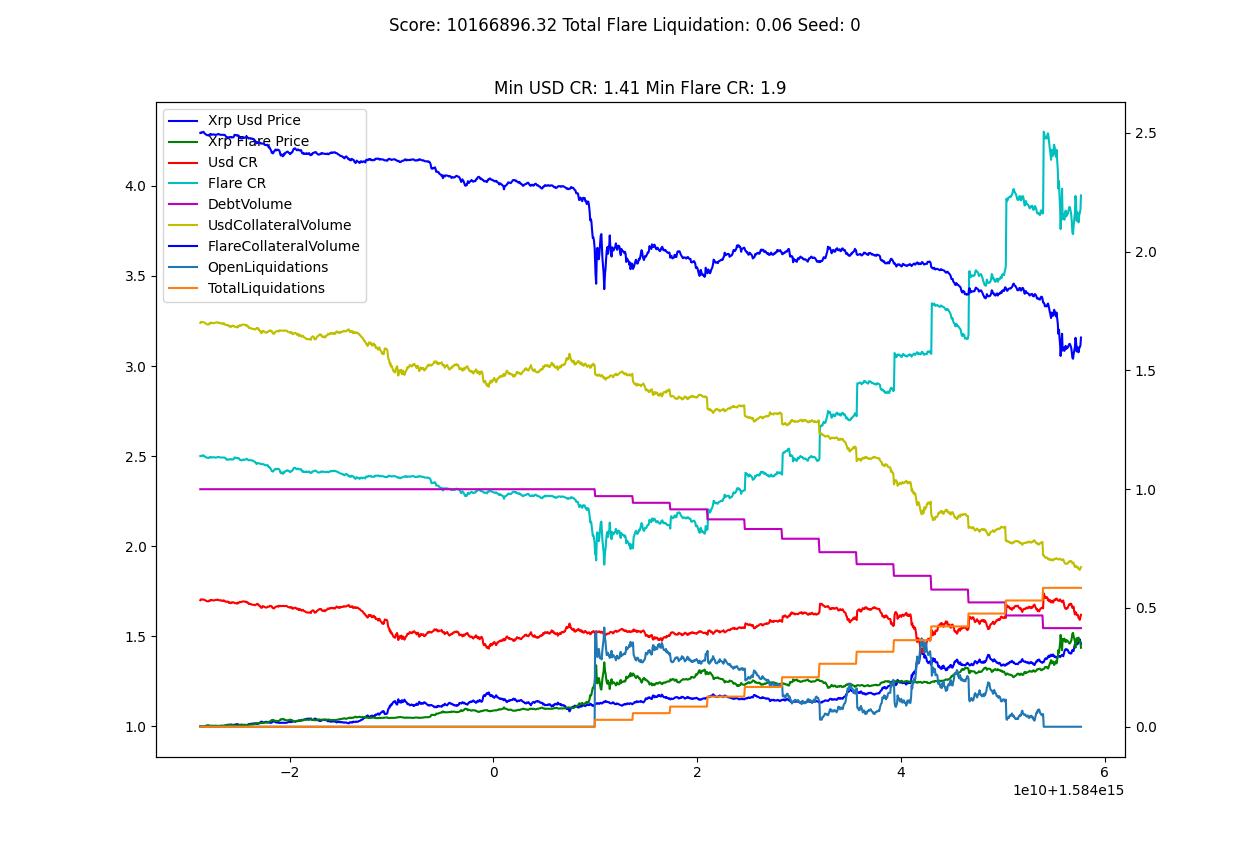 Score: 10166896.32 Total Flare Liquidation: 0.06 Seed: 0
Min USD CR: 1.41 Min Flare CR: 1.9
Xrp Usd Price
Xrp Flare Price
Usd CR
Flare CR
DebtVolume
UsdCollateralVolume
FlareCollateralVolume
OpenLiquidations
TotalLiquidations
4.0
3.5
3.0
2.5
2.0
1.5
1.0
2.5
2.0
1.5
1.0
0.5
0.0
−2
0
2
4
6
1e10+1.584e15